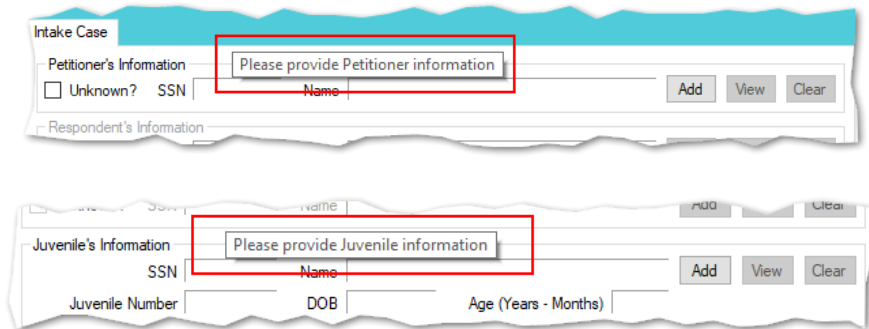 Intake Case
Petitioner's Information
Please provide Petitioner information
Unknown? SSN Name Add View Clear
Respondent's Information
Name Add Clear
Juvenile's Information
Please provide Juvenile information
SSN Name Add View Clear
Juvenile Number DOB Age (Years - Months)